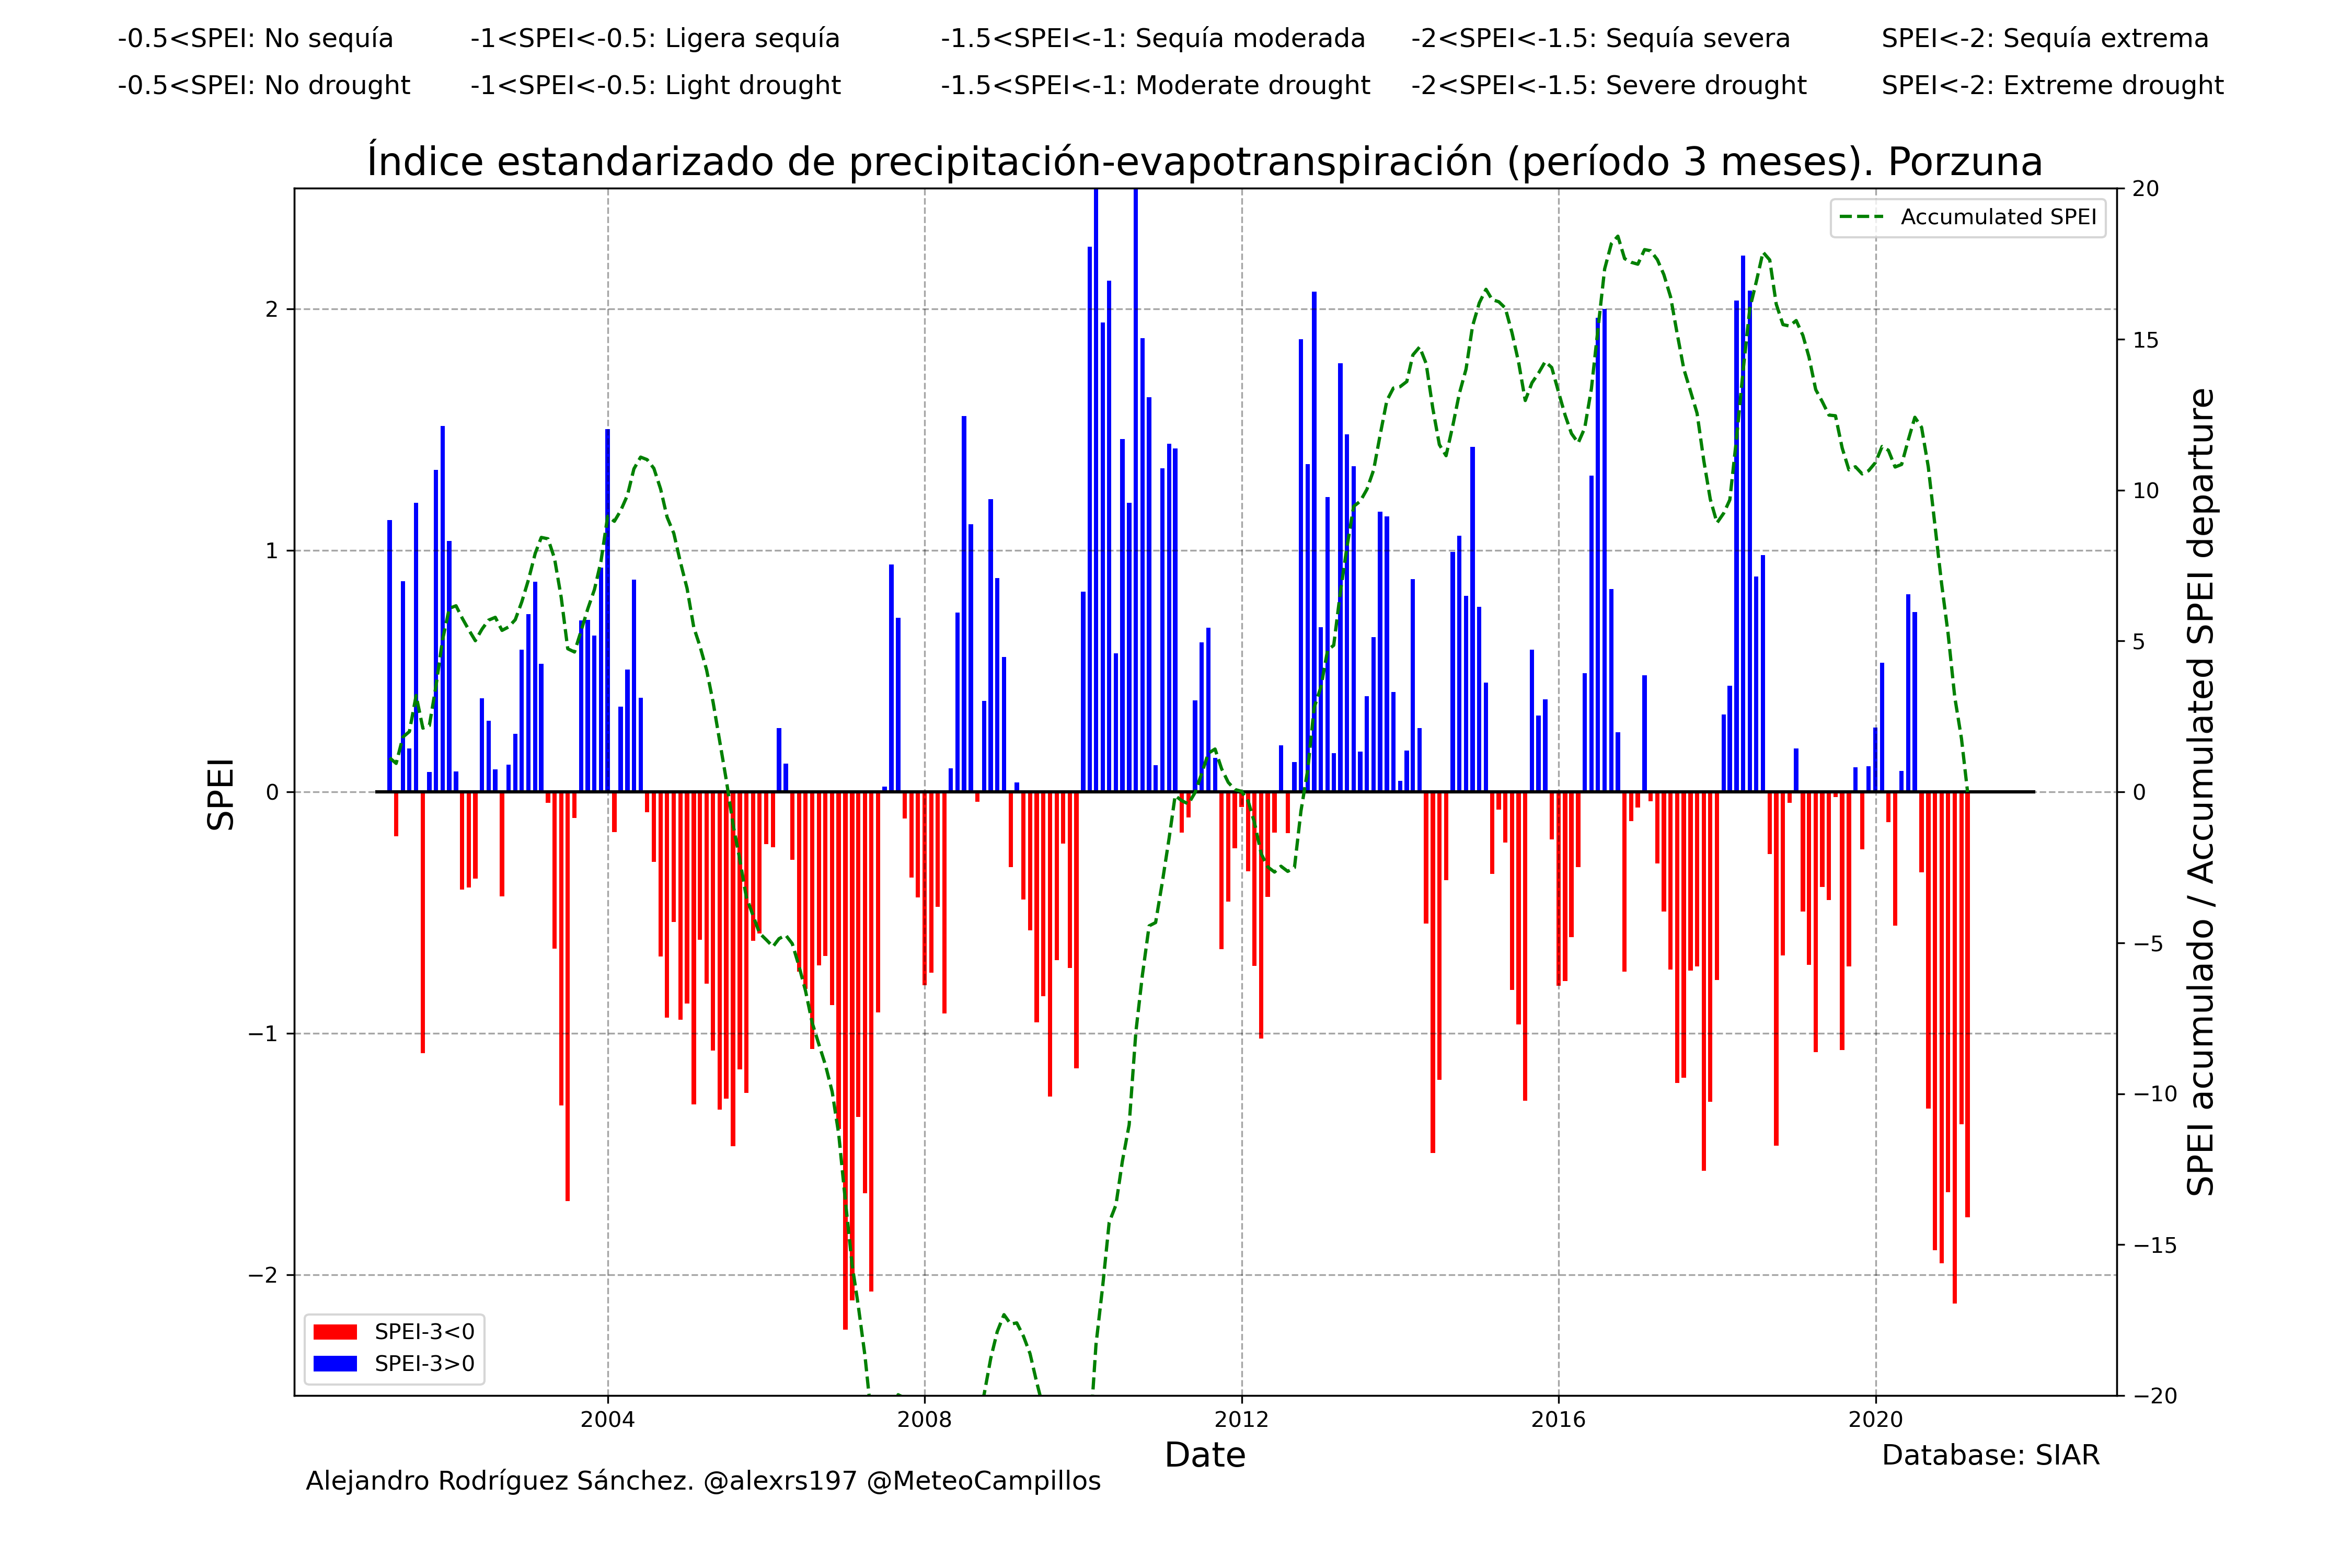 -0.5<SPEI: No sequía -1<SPEI<-0.5: Ligera sequía -1.5<SPEI<-1: Sequía moderada -2<SPEI<-1.5: Sequía severa SPEI<-2: Sequía extrema
-0.5<SPEI: No drought -1<SPEI<-0.5: Light drought -1.5<SPEI<-1: Moderate drought -2<SPEI<-1.5: Severe drought SPEI<-2: Extreme drought
Índice estandarizado de precipitación-evapotranspiración (período 3 meses). Porzuna
Accumulated SPEI
SPEI
2
1
0
−1
−2
20
15
10
5
0
−5
−10
−15
−20
SPEI acumulado / Accumulated SPEI departure
SPEI-3<0
SPEI-3>0
2004 2008 2012 2016 2020
Date
Database: SIAR
Alejandro Rodríguez Sánchez. @alexrs197 @MeteoCampillos